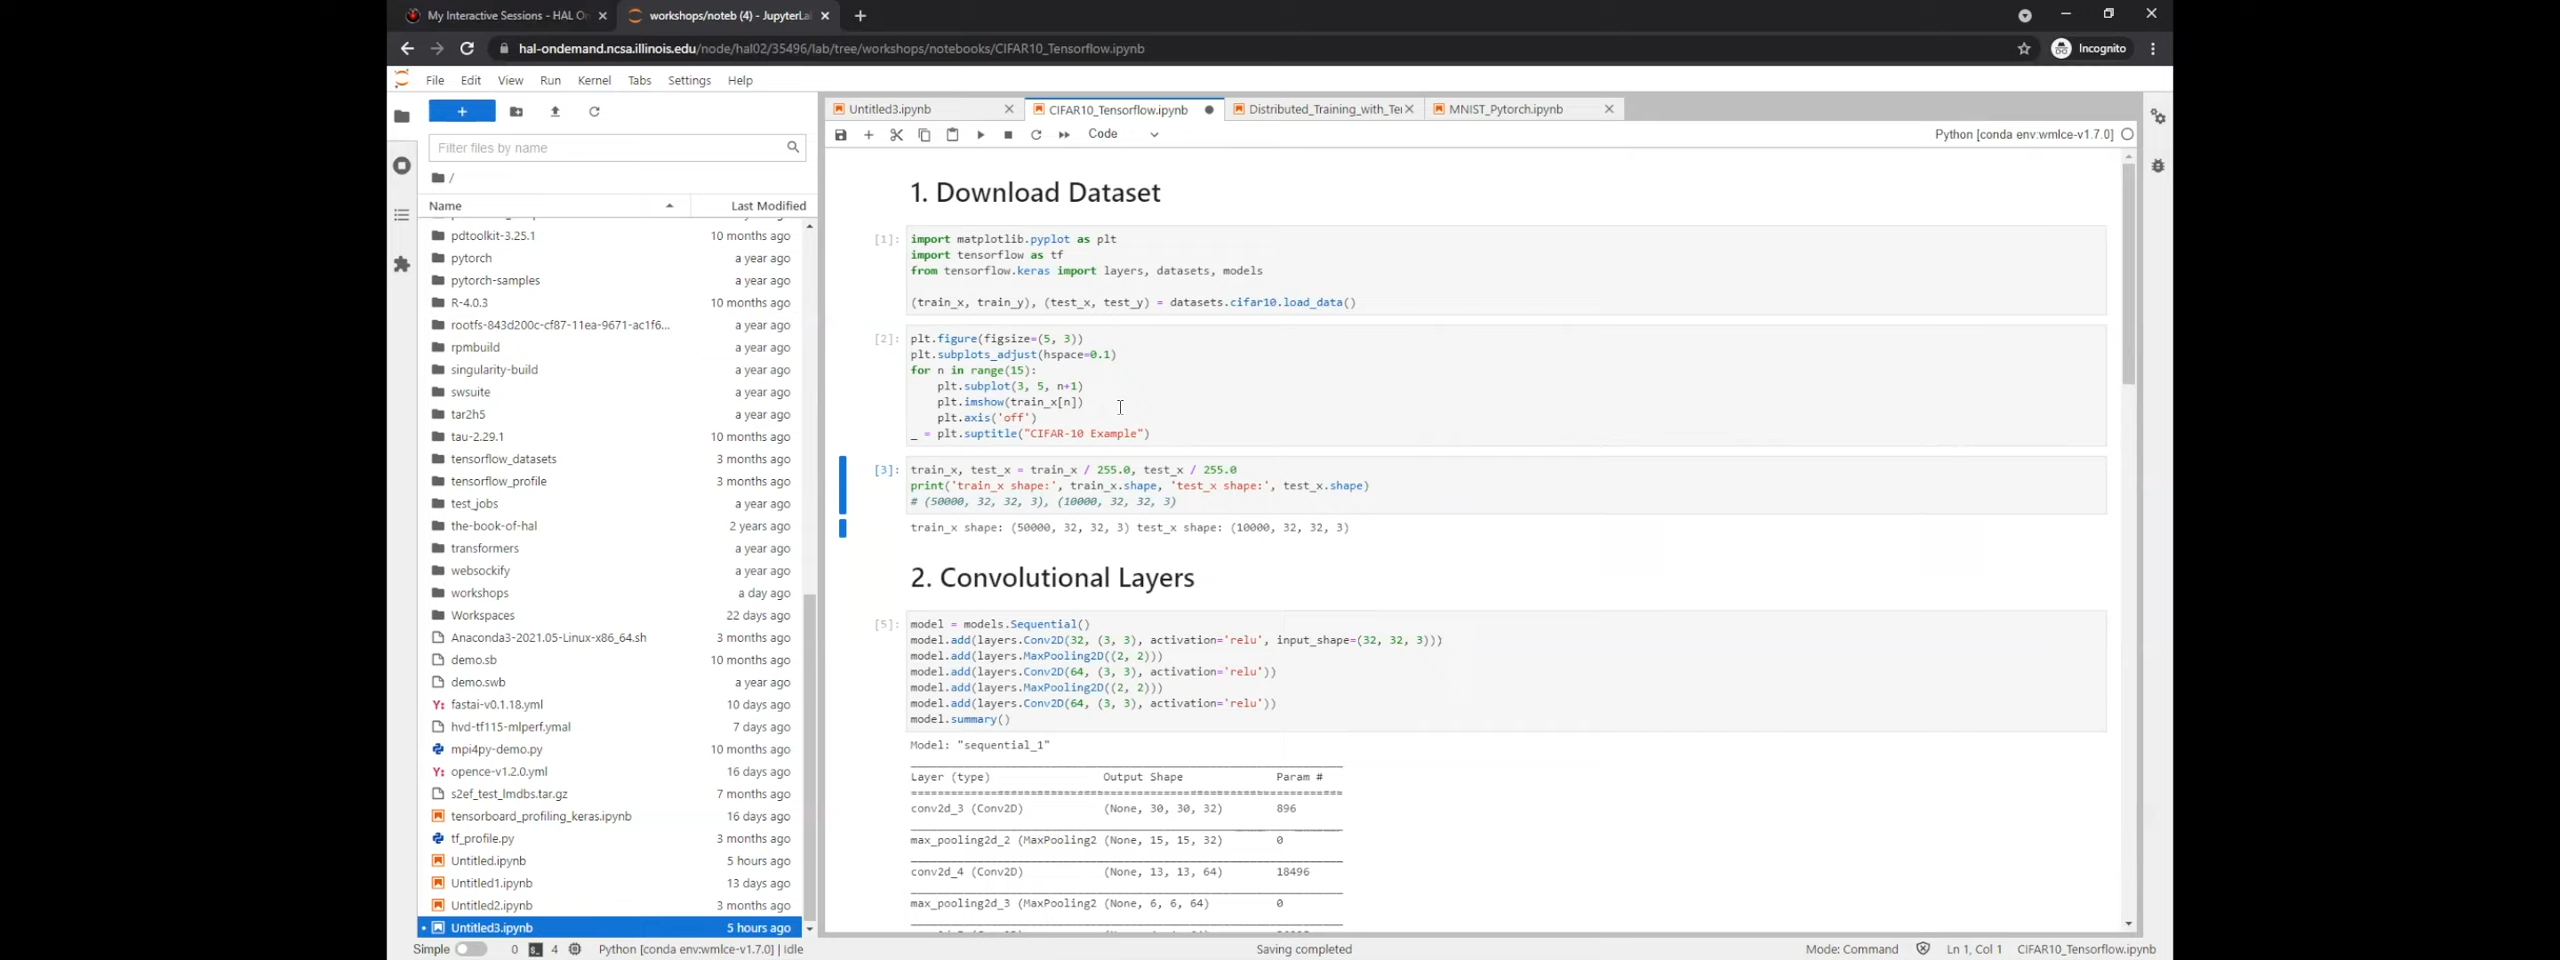 My Interactive Sessions - HAL On
workshops/noteb (4) - JupyterLa
hal-ondemand.ncsa.illinois.edu/node/hal02/35496/lab/tree/workshops/notebooks/CIFAR10_Tensorflow.ipynb
Incognito
File Edit View Run Kernel Tabs Settings Help
Untitled3.ipynb
CIFAR10_Tensorflow.ipynb
Distributed_Training_with_Te
MNIST_Pytorch.ipynb
Code
Python [conda env:wmlce-v1.7.0]
Filter files by name
/
Name Last Modified
pdtoolkit-3.25.1 10 months ago
pytorch a year ago
pytorch-samples a year ago
R-4.0.3 10 months ago
rootfs-843d200c-cf87-11ea-9671-ac1f6... a year ago
rpmbuild a year ago
singularity-build a year ago
swsuite a year ago
tar2h5 a year ago
tau-2.29.1 10 months ago
tensorflow_datasets 3 months ago
tensorflow_profile 3 months ago
test_jobs a year ago
the-book-of-hal 2 years ago
transformers a year ago
websockify a year ago
workshops a day ago
Workspaces 22 days ago
Anaconda3-2021.05-Linux-x86_64.sh 3 months ago
demo.sb 10 months ago
demo.swb a year ago
Y: fastai-v0.1.18.yml 10 days ago
hvd-tf115-mlperf.ymal 7 days ago
mpi4py-demo.py 10 months ago
Y: opence-v1.2.0.yml 16 days ago
s2ef_test_lmdbs.tar.gz 7 months ago
tensorboard_profiling_keras.ipynb 16 days ago
tf_profile.py 3 months ago
Untitled.ipynb 5 hours ago
Untitled1.ipynb 13 days ago
Untitled2.ipynb 3 months ago
Untitled3.ipynb 5 hours ago
1. Download Dataset
[1]: import matplotlib.pyplot as plt
import tensorflow as tf
from tensorflow.keras import layers, datasets, models
(train_x, train_y), (test_x, test_y) = datasets.cifar10.load_data()
[2]: plt.figure(figsize=(5, 3))
plt.subplots_adjust(hspace=0.1)
for n in range(15):
plt.subplot(3, 5, n+1)
plt.imshow(train_x[n])
plt.axis('off')
_ = plt.suptitle("CIFAR-10 Example")
[3]: train_x, test_x = train_x / 255.0, test_x / 255.0
print('train_x shape:', train_x.shape, 'test_x shape:', test_x.shape)
# (50000, 32, 32, 3), (10000, 32, 32, 3)
train_x shape: (50000, 32, 32, 3) test_x shape: (10000, 32, 32, 3)
2. Convolutional Layers
[5]: model = models.Sequential()
model.add(layers.Conv2D(32, (3, 3), activation='relu', input_shape=(32, 32, 3)))
model.add(layers.MaxPooling2D((2, 2)))
model.add(layers.Conv2D(64, (3, 3), activation='relu'))
model.add(layers.MaxPooling2D((2, 2)))
model.add(layers.Conv2D(64, (3, 3), activation='relu'))
model.summary()
Model: "sequential_1"
Layer (type) Output Shape Param #
conv2d_3 (Conv2D) (None, 30, 30, 32) 896
max_pooling2d_2 (MaxPooling2 (None, 15, 15, 32) 0
conv2d_4 (Conv2D) (None, 13, 13, 64) 18496
max_pooling2d_3 (MaxPooling2 (None, 6, 6, 64) 0
Simple 0 4 Python [conda env:wmlce-v1.7.0] | Idle Saving completed Mode: Command Ln 1, Col 1 CIFAR10_Tensorflow.ipynb